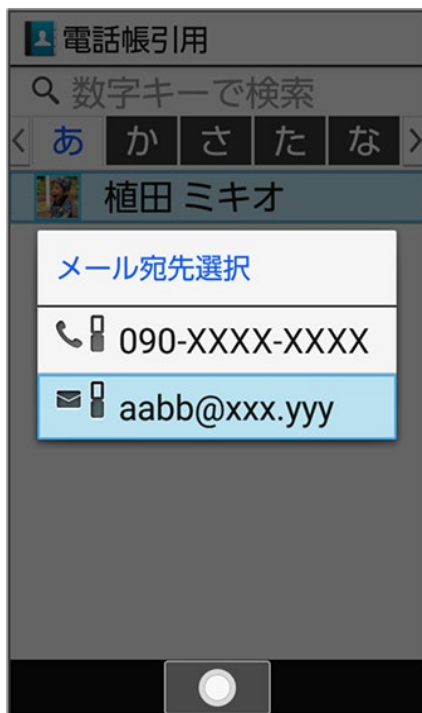 電話帳引用
数字キーで検索
あ か さ た な
植田 ミキオ
メール宛先選択
090-XXXX-XXXX
aabb@xxx.yyy